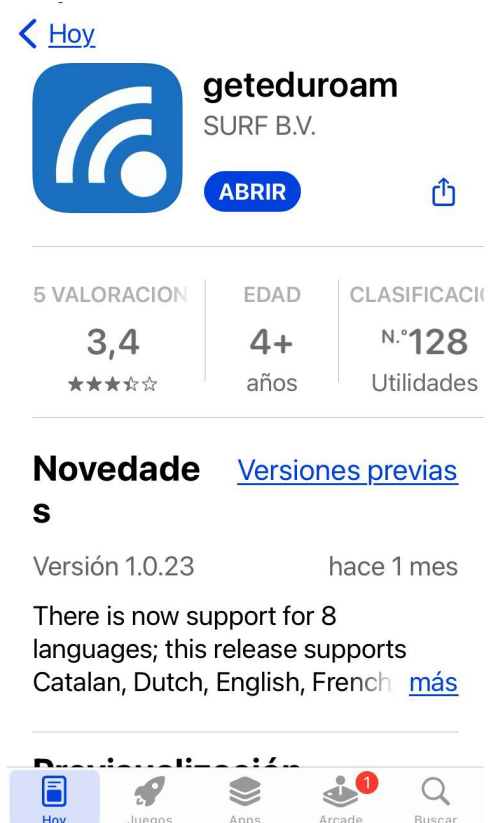 Hoy
geteduroam
SURF B.V.
ABRIR
5 VALORACION
3,4
EDAD
4+
años
CLASIFICACI
N.º128
Utilidades
Novedade
s
Versiones previas
Versión 1.0.23
hace 1 mes
There is now support for 8
languages; this release supports
Catalan, Dutch, English, French más
Previsualización
Hoy
Juegos
Apps
Arcade
1
Buscar